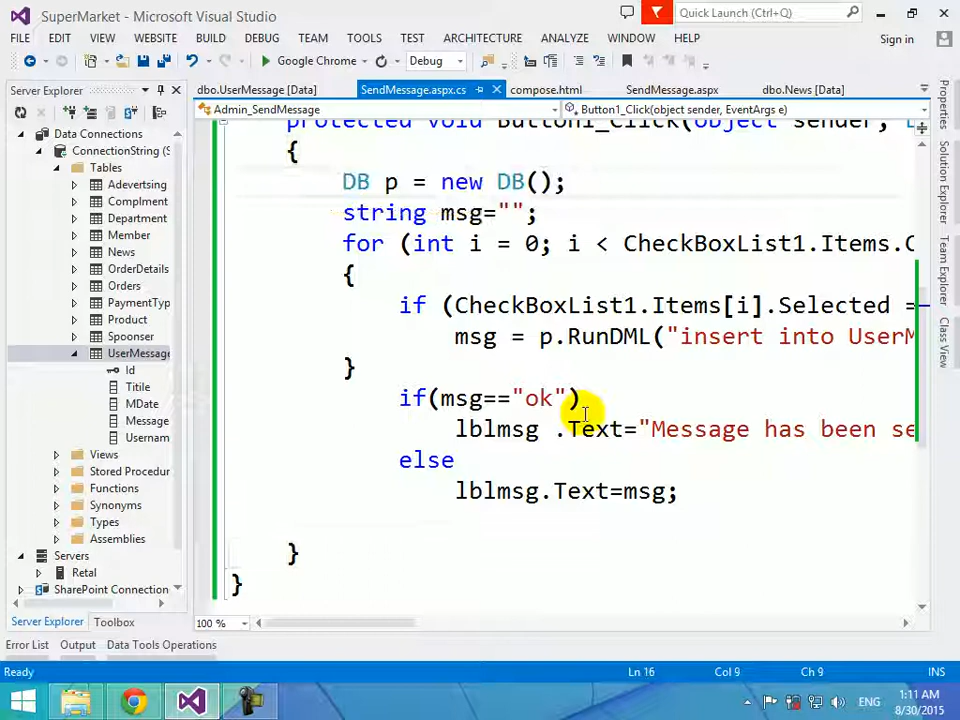 SuperMarket - Microsoft Visual Studio
Quick Launch (Ctrl+Q)
FILE EDIT VIEW WEBSITE BUILD DEBUG TEAM TOOLS TEST ARCHITECTURE ANALYZE WINDOW HELP
Sign in
Google Chrome
Debug
Server Explorer
dbo.UserMessage [Data]
SendMessage.aspx.cs
compose.html
SendMessage.aspx
dbo.News [Data]
Admin_SendMessage
Button1_Click(object sender, EventArgs e)
Data Connections
ConnectionString (
Tables
Adevertising
Complment
Department
Member
News
OrderDetails
Orders
PaymentTyp
Product
Spoonser
UserMessage
Id
Titile
MDate
Message
Usernam
Views
Stored Procedur
Functions
Synonyms
Types
Assemblies
Servers
Retal
SharePoint Connection
protected void Button1_Click(object sender, E
{
DB p = new DB();
string msg="";
for (int i = 0; i < CheckBoxList1.Items.C
{
if (CheckBoxList1.Items[i].Selected =
msg = p.RunDML("insert into UserM
}
if(msg=="ok")
lblmsg .Text="Message has been se
else
lblmsg.Text=msg;
}
}
100 %
Properties
Solution Explorer
Team Explorer
Class View
Server Explorer
Toolbox
Error List
Output
Data Tools Operations
Ready
Ln 16
Col 9
Ch 9
INS
ENG
1:11 AM
8/30/2015